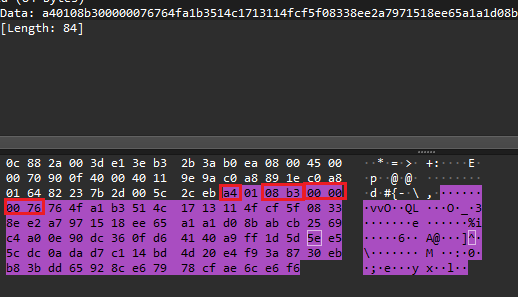 Data: a40108b300000076764fa1b3514c1713114fcf5f08338ee2a7971518ee65a1a1d08b
[Length: 84]
0c 88 2a 00 3d e1 3e b3 2b 3a b0 ea 08 00 45 00 ··*·=·>· +:····E·
00 70 90 0f 40 00 40 11 9e 9a c0 a8 89 1e c0 a8 ·p··@·@· ········
01 64 82 23 7b 2d 00 5c 2c eb a4 01 08 b3 00 00 ·d·#{-·\ ,·······
00 76 76 4f a1 b3 51 4c 17 13 11 4f cf 5f 08 33 ·vvO··QL ···O·_·3
8e e2 a7 97 15 18 ee 65 a1 a1 d0 8b ab cb 25 69 ·······e ······%i
c4 a0 0e 90 dc 36 0f d6 41 40 a9 ff 1d 5d 5e e5 ·····6·· A@···]^·
5c dc 0a da d7 c1 14 bd 4d 20 e4 f9 3a 87 30 eb \······· M ··:·0·
b8 3b dd 65 92 8c e6 79 78 cf ae 6c e6 f6 ·;·e···y x··l··